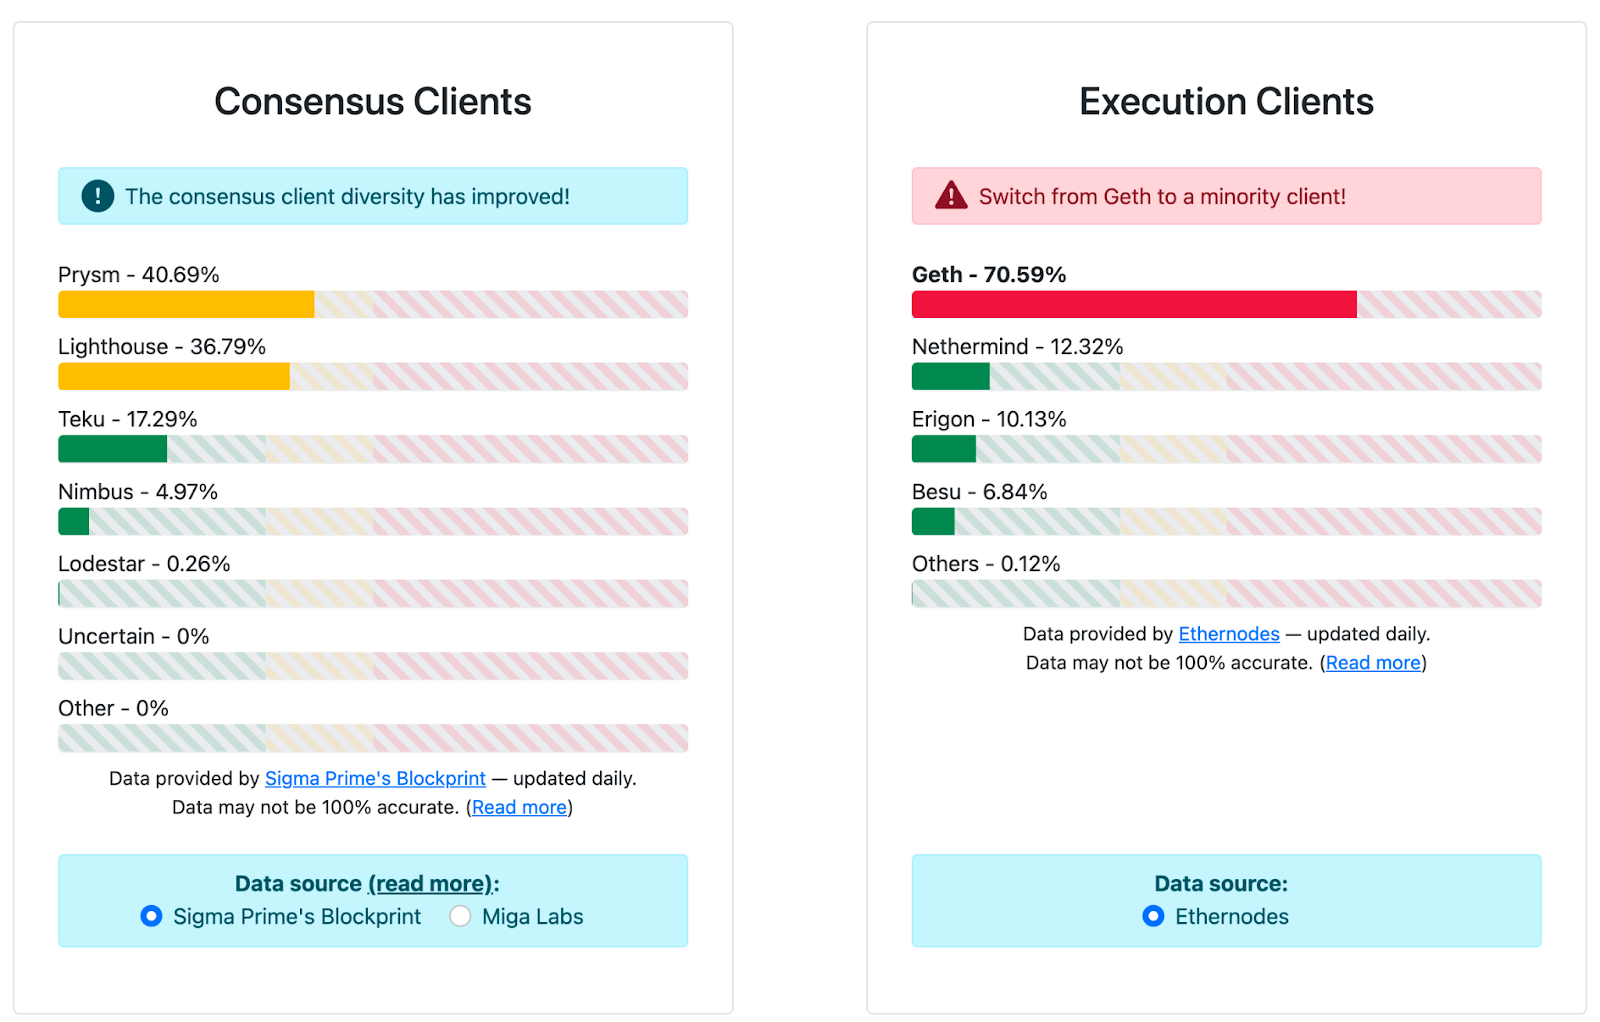 Consensus Clients
The consensus client diversity has improved!
Prysm - 40.69%
Lighthouse - 36.79%
Teku - 17.29%
Nimbus - 4.97%
Lodestar - 0.26%
Uncertain - 0%
Other - 0%
Data provided by Sigma Prime's Blockprint — updated daily.
Data may not be 100% accurate. (Read more)
Data source (read more):
Sigma Prime's Blockprint Miga Labs
Execution Clients
Switch from Geth to a minority client!
Geth - 70.59%
Nethermind - 12.32%
Erigon - 10.13%
Besu - 6.84%
Others - 0.12%
Data provided by Ethernodes — updated daily.
Data may not be 100% accurate. (Read more)
Data source:
Ethernodes